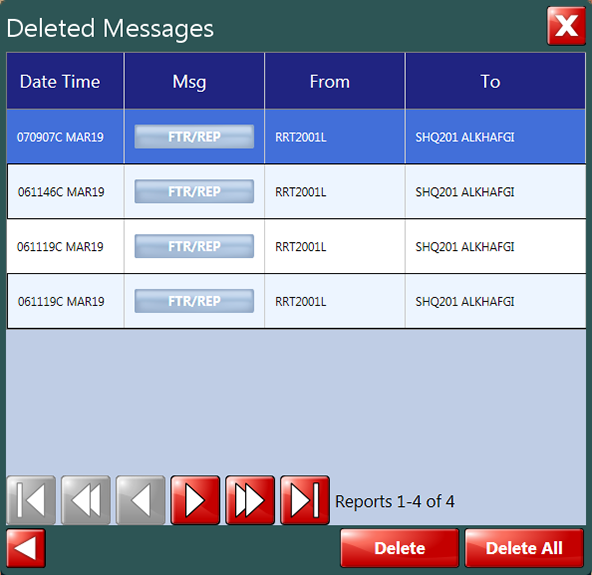 Deleted Messages
Date Time Msg From To
070907C MAR19 FTR/REP RRT2001L SHQ201 ALKHAFGI
061146C MAR19 FTR/REP RRT2001L SHQ201 ALKHAFGI
061119C MAR19 FTR/REP RRT2001L SHQ201 ALKHAFGI
061119C MAR19 FTR/REP RRT2001L SHQ201 ALKHAFGI
Reports 1-4 of 4
Delete Delete All